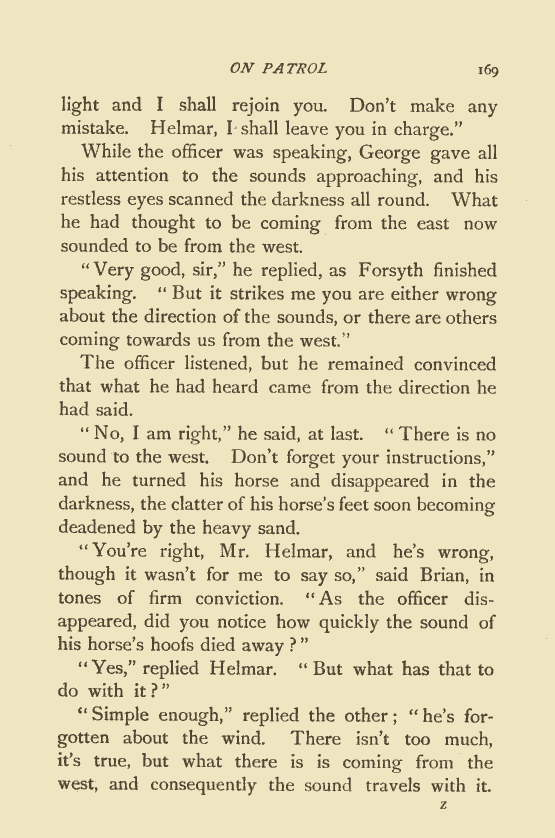 ON PATROL 169
light and I shall rejoin you. Don't make any
mistake. Helmar, I shall leave you in charge."
While the officer was speaking, George gave all
his attention to the sounds approaching, and his
restless eyes scanned the darkness all round. What
he had thought to be coming from the east now
sounded to be from the west.
"Very good, sir," he replied, as Forsyth finished
speaking. "But it strikes me you are either wrong
about the direction of the sounds, or there are others
coming towards us from the west."
The officer listened, but he remained convinced
that what he had heard came from the direction he
had said.
"No, I am right," he said, at last. "There is no
sound to the west. Don't forget your instructions,"
and he turned his horse and disappeared in the
darkness, the clatter of his horse's feet soon becoming
deadened by the heavy sand.
"You're right, Mr. Helmar, and he's wrong,
though it wasn't for me to say so," said Brian, in
tones of firm conviction. "As the officer dis-
appeared, did you notice how quickly the sound of
his horse's hoofs died away?"
"Yes," replied Helmar. "But what has that to
do with it?"
"Simple enough," replied the other; "he's for-
gotten about the wind. There isn't too much,
it's true, but what there is is coming from the
west, and consequently the sound travels with it.
Z